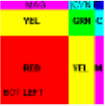 MAG CYN
YEL GRN C
RED YEL M
BOT LEFT